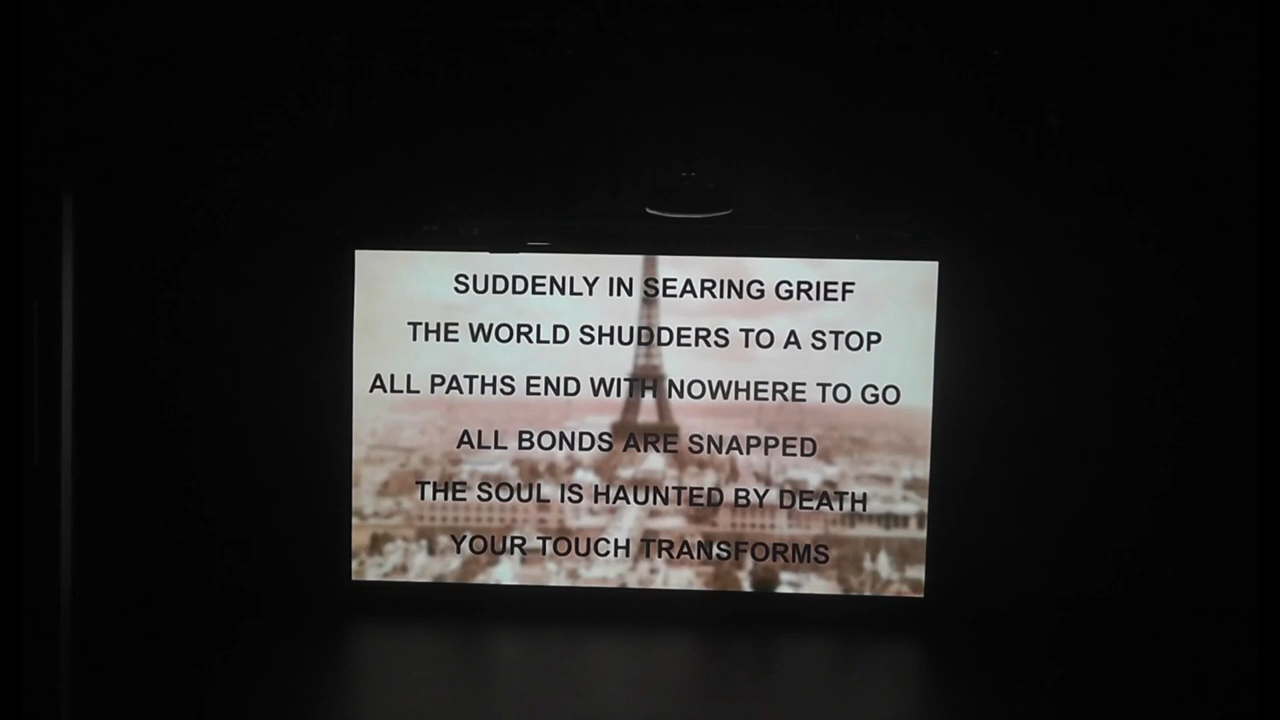 SUDDENLY IN SEARING GRIEF
THE WORLD SHUDDERS TO A STOP
ALL PATHS END WITH NOWHERE TO GO
ALL BONDS ARE SNAPPED
THE SOUL IS HAUNTED BY DEATH
YOUR TOUCH TRANSFORMS